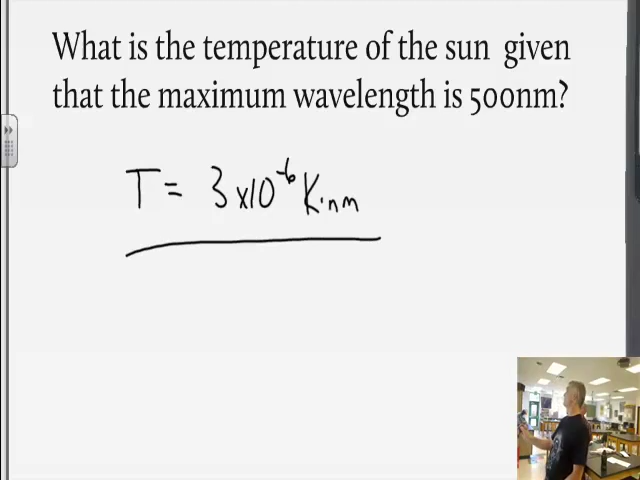 What is the temperature of the sun given
that the maximum wavelength is 500nm?
T = 3x10⁻⁶ K·nm